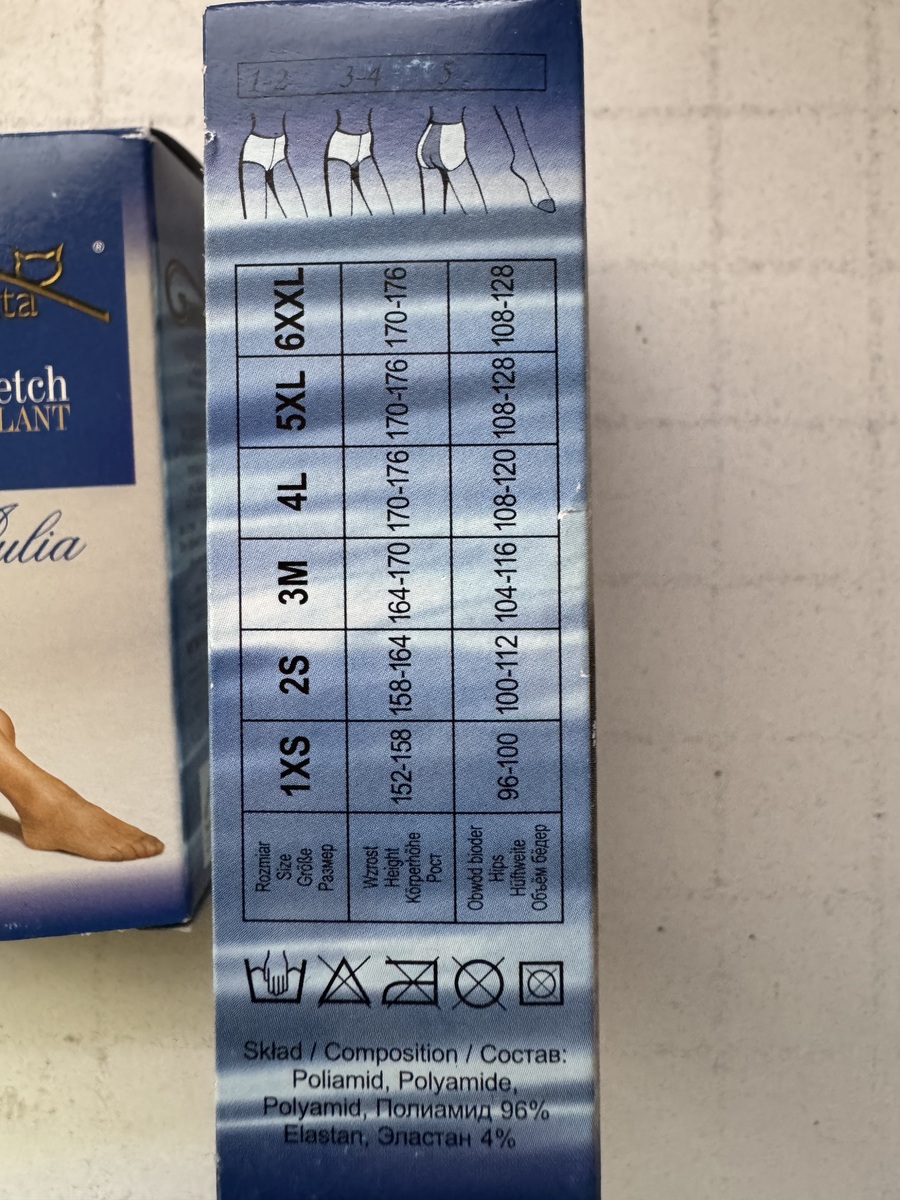 ta
®
etch
LANT
ulia
1-2 3-4 5
Rozmiar
Size
Größe
Размер
1XS 2S 3M 4L 5XL 6XXL
Wzrost
Height
Körperhöhe
Рост
152-158 158-164 164-170 170-176 170-176 170-176
Obwód bioder
Hips
Hüftweite
Объём бёдер
96-100 100-112 104-116 108-120 108-128 108-128
Skład / Composition / Состав:
Poliamid, Polyamide,
Polyamid, Полиамид 96%
Elastan, Эластан 4%